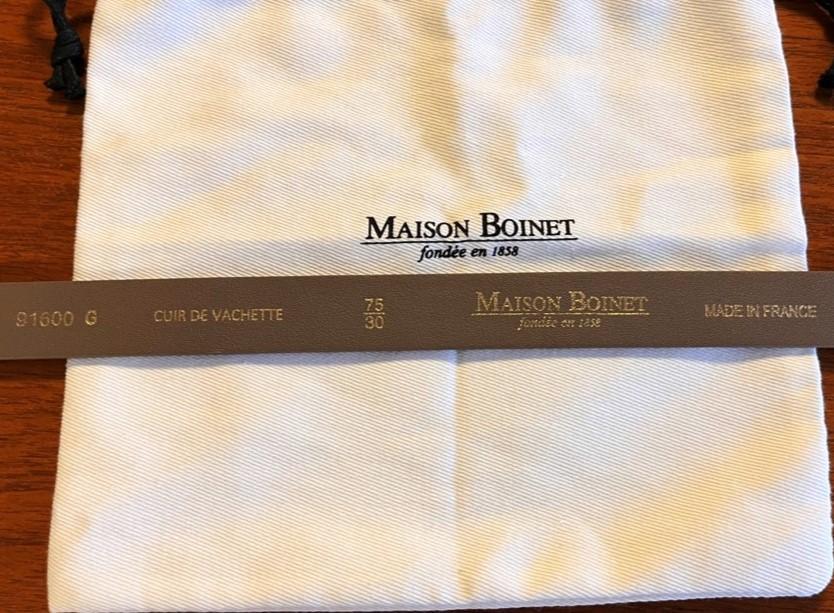 MAISON BOINET
fondée en 1858
91600 G
CUIR DE VACHETTE
75
30
MAISON BOINET
fondée en 1858
MADE IN FRANCE